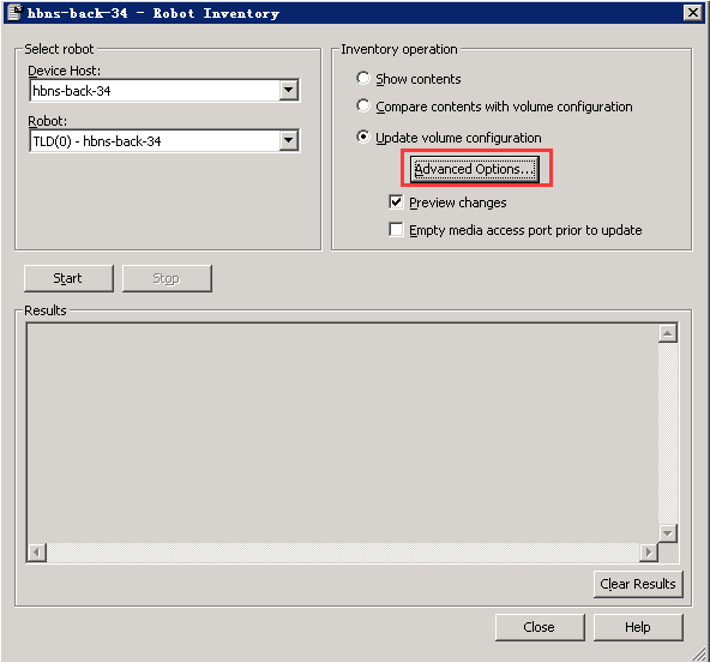 hbns-back-34 - Robot Inventory
Select robot
Device Host:
hbns-back-34
Robot:
TLD(0) - hbns-back-34
Inventory operation
Show contents
Compare contents with volume configuration
Update volume configuration
Advanced Options...
Preview changes
Empty media access port prior to update
Start
Stop
Results
Clear Results
Close
Help